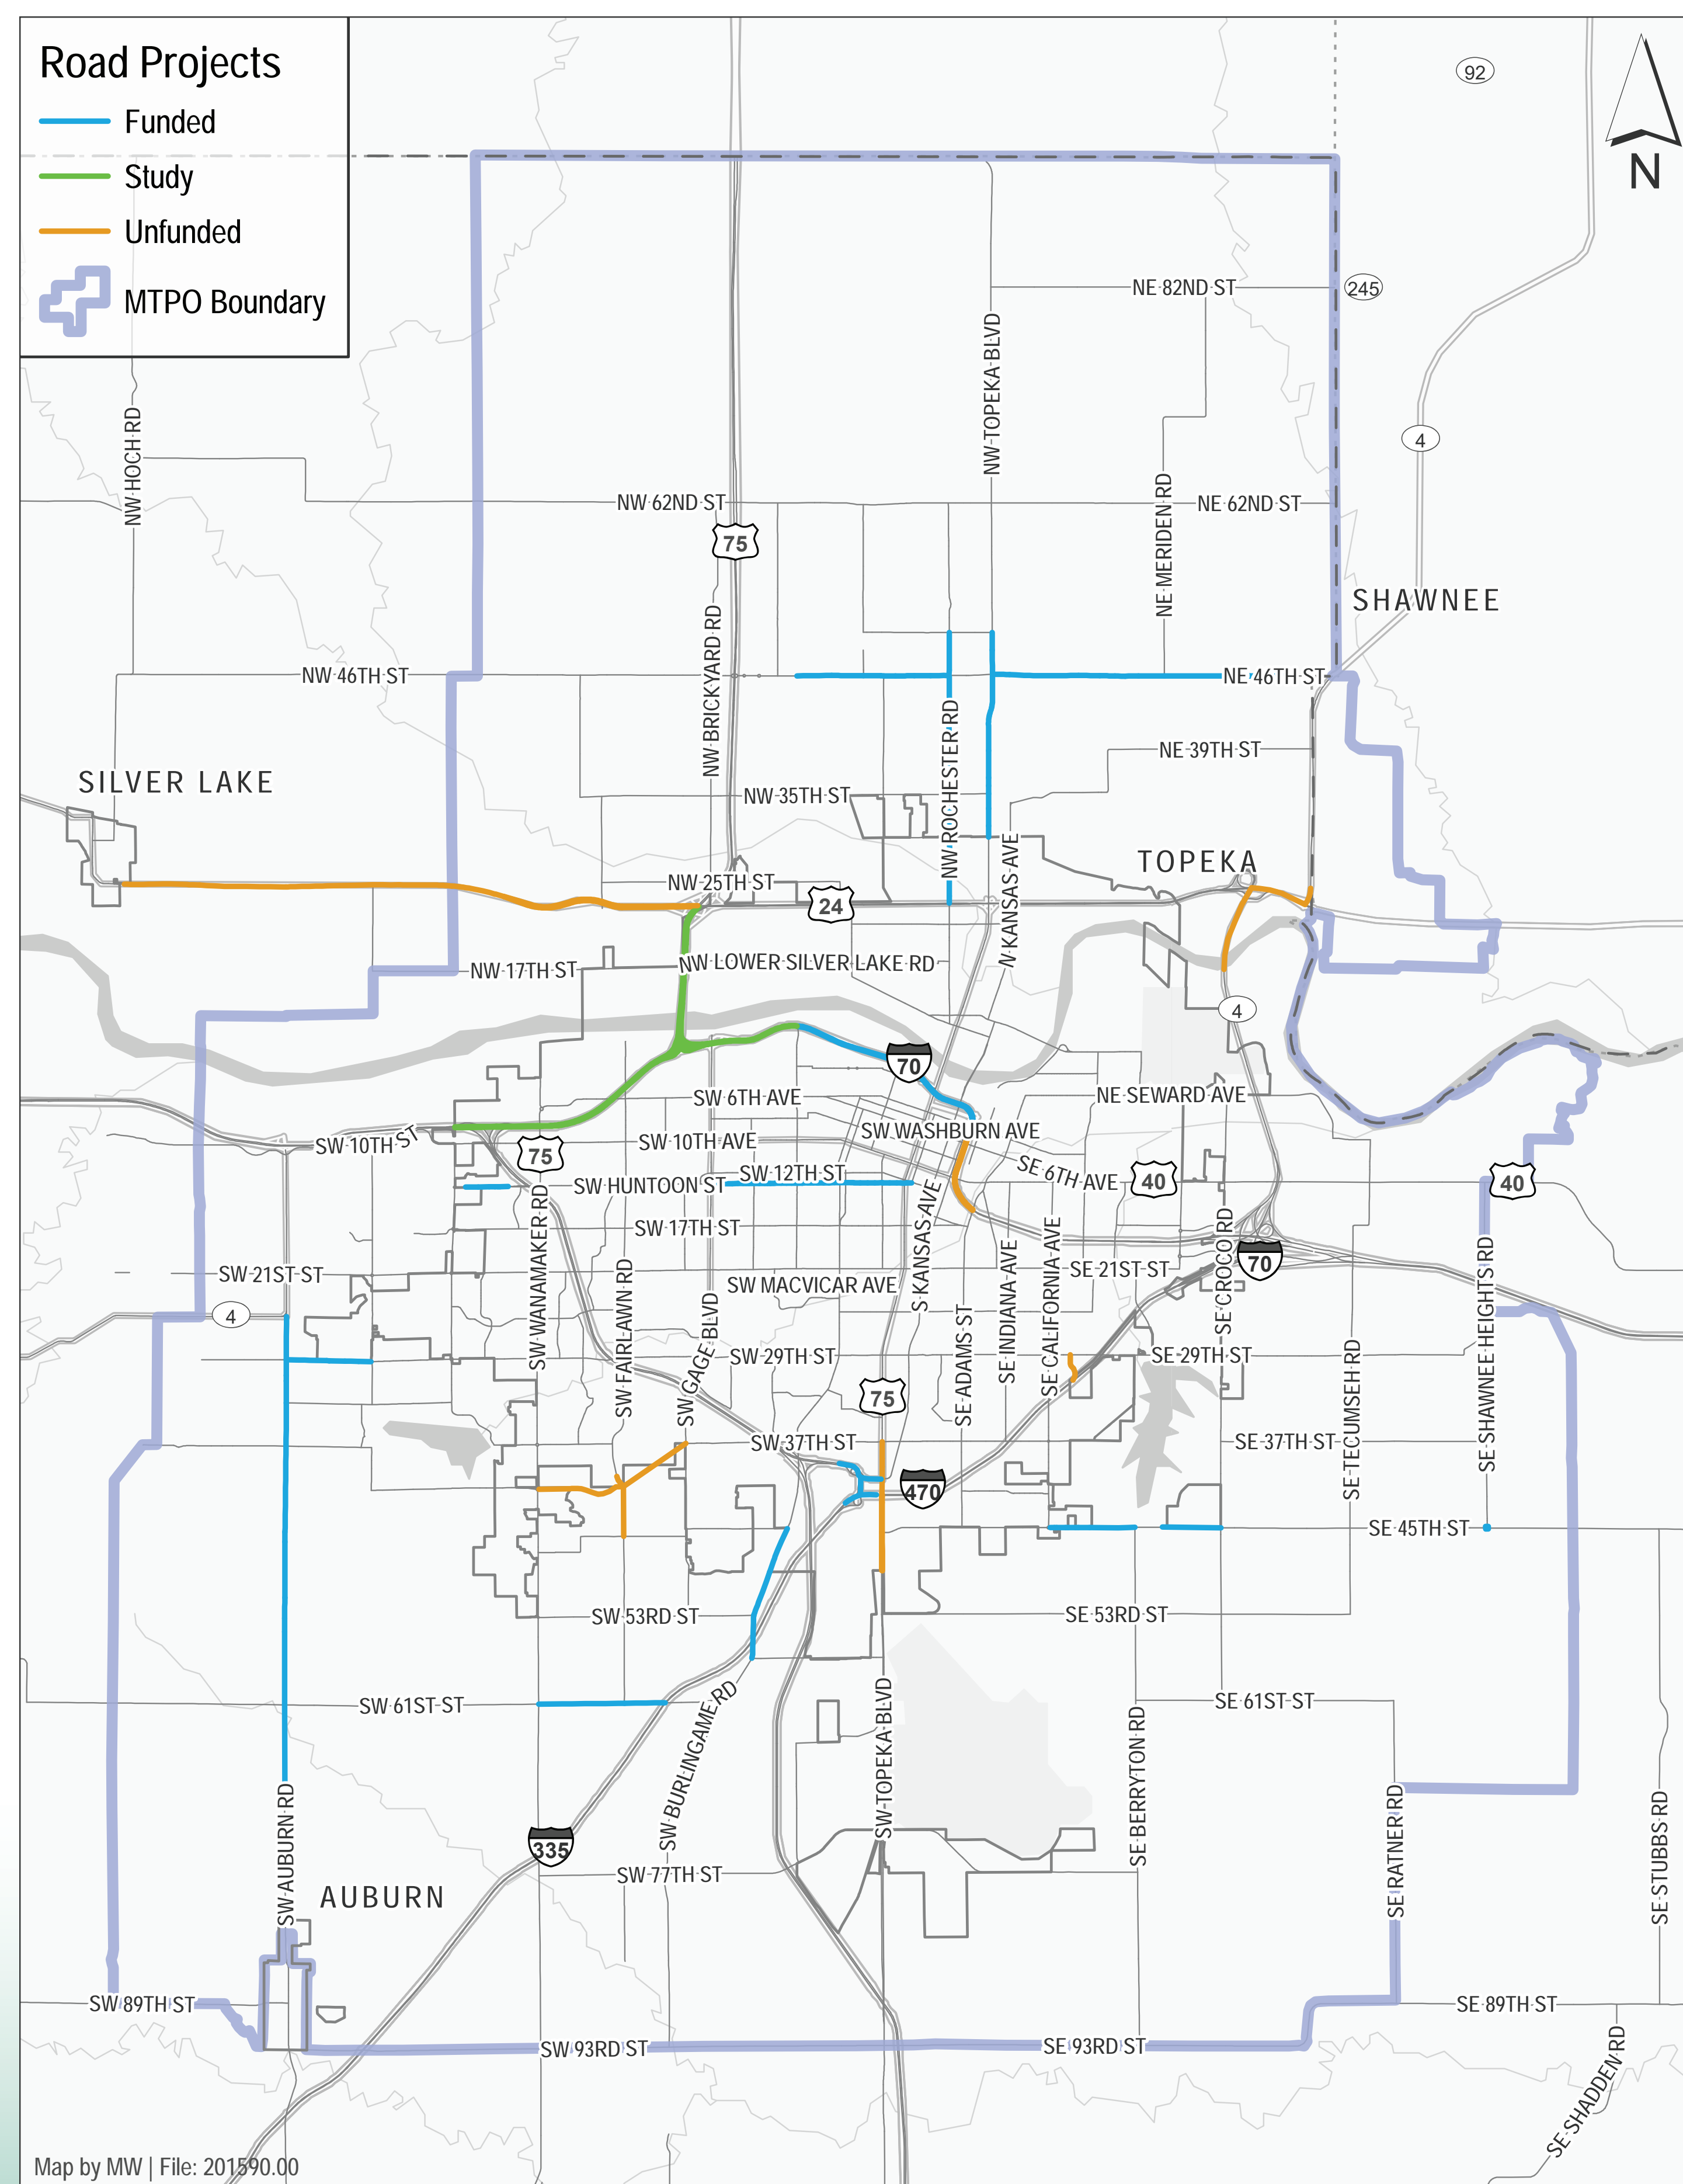 Road Projects
Funded
Study
Unfunded
MTPO Boundary
92
N
NE 82ND ST
245
NW TOPEKA BLVD
4
NW HOCH RD
NW 62ND ST
NE 62ND ST
75
NE MERIDEN RD
SHAWNEE
NW BRICKYARD RD
NW 46TH ST
NE 46TH ST
NW ROCHESTER RD
NE 39TH ST
SILVER LAKE
NW 35TH ST
N KANSAS AVE
TOPEKA
NW 25TH ST
24
NW 17TH ST
NW LOWER SILVER LAKE RD
4
70
SW 6TH AVE
NE SEWARD AVE
SW 10TH ST
75
SW 10TH AVE
SW WASHBURN AVE
SE 6TH AVE
40
40
SW 12TH ST
SW HUNTOON ST
SW 17TH ST
SW WANAMAKER RD
S KANSAS AVE
SE INDIANA AVE
SE CALIFORNIA AVE
SE CROCO RD
70
SE SHAWNEE HEIGHTS RD
SW 21ST ST
SW FAIRLAWN RD
SW MACVICAR AVE
SE 21ST ST
4
SW GAGE BLVD
SE ADAMS ST
SW 29TH ST
SE 29TH ST
SE TECUMSEH RD
75
SW 37TH ST
SE 37TH ST
470
SE 45TH ST
SW 53RD ST
SE 53RD ST
SW 61ST ST
SE 61ST ST
SW BURLINGAME RD
SW TOPEKA BLVD
SE BERRYTON RD
SW AUBURN RD
SE RATNER RD
SE STUBBS RD
335
SW 77TH ST
AUBURN
SW 89TH ST
SE 89TH ST
SW 93RD ST
SE 93RD ST
SE SHADDEN RD
Map by MW | File: 201590.00